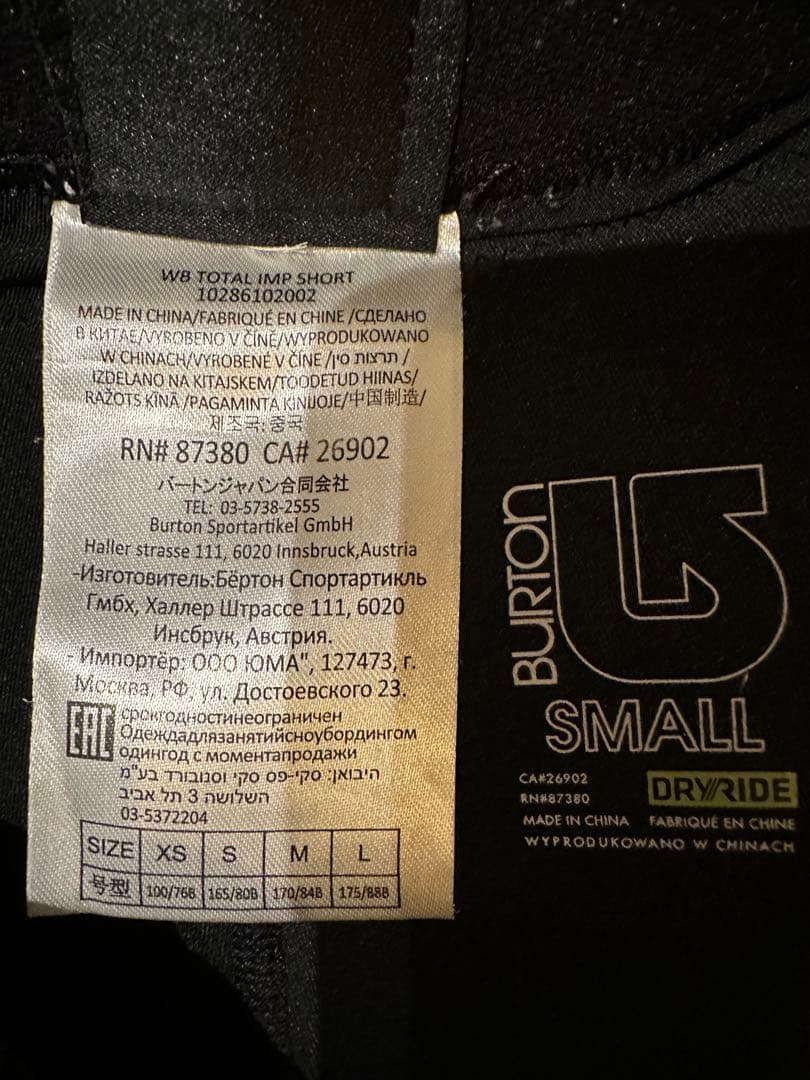 WB TOTAL IMP SHORT
10286102002
MADE IN CHINA/FABRIQUÉ EN CHINE /СДЕЛАНО
В КИТАЕ/VYROBENO V ČÍNĚ/WYPRODUKOWANO
W CHINACH/VYROBENÉ V ČÍNE /תרצות סין /
IZDELANO NA KITAJSKEM/TOODETUD HIINAS/
RAŽOTS ĶĪNĀ /PAGAMINTA KINIJOJE/中国制造/
제조국: 중국
RN# 87380 CA# 26902
バートンジャパン合同会社
TEL: 03-5738-2555
Burton Sportartikel GmbH
Haller strasse 111, 6020 Innsbruck,Austria
-Изготовитель:Бёртон Спортартикль
Гмбх, Халлер Штрассе 111, 6020
Инсбрук, Австрия.
- Импортёр: ООО ЮМА", 127473, г.
Москва, РФ, ул. Достоевского 23.
EAC
срокгодностинеограничен
Одеждадлязанятийсноубордингом
одингод с моментапродажи
היבואן: סקי-פס סקי וסנובורד בע"מ
השלושה 3 תל אביב
03-5372204
SIZE XS S M L
号型 100/76B 165/80B 170/84B 175/88B
BURTON
SMALL
CA#26902
RN#87380
DRYRIDE
MADE IN CHINA FABRIQUÉ EN CHINE
WYPRODUKOWANO W CHINACH